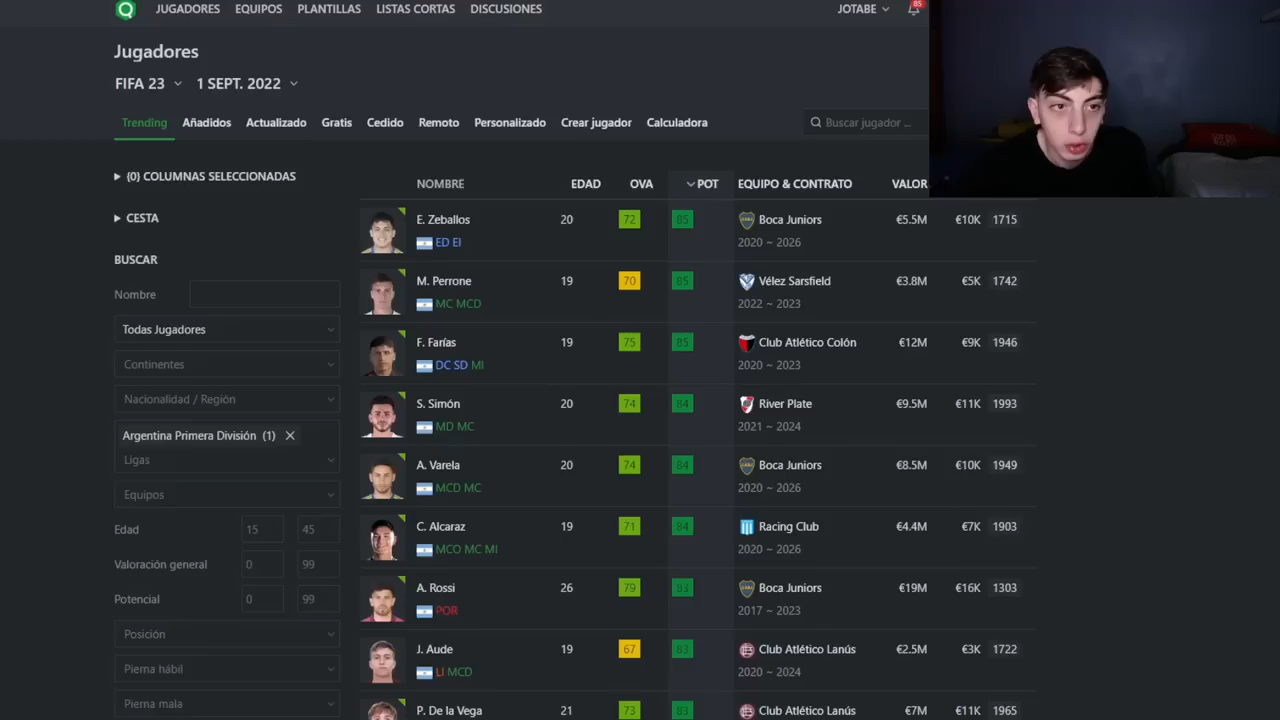 JUGADORES EQUIPOS PLANTILLAS LISTAS CORTAS DISCUSIONES JOTABE 85
Jugadores
FIFA 23 1 SEPT. 2022
Trending Añadidos Actualizado Gratis Cedido Remoto Personalizado Crear jugador Calculadora Buscar jugador ...
(0) COLUMNAS SELECCIONADAS
CESTA
BUSCAR
Nombre
Todas Jugadores
Continentes
Nacionalidad / Región
Argentina Primera División (1)
Ligas
Equipos
Edad 15 45
Valoración general 0 99
Potencial 0 99
Posición
Pierna hábil
Pierna mala
NOMBRE EDAD OVA POT EQUIPO & CONTRATO VALOR
E. Zeballos 20 72 85 Boca Juniors €5.5M €10K 1715
ED EI 2020 ~ 2026
M. Perrone 19 70 85 Vélez Sarsfield €3.8M €5K 1742
MC MCD 2022 ~ 2023
F. Farías 19 75 85 Club Atlético Colón €12M €9K 1946
DC SD MI 2020 ~ 2023
S. Simón 20 74 84 River Plate €9.5M €11K 1993
MD MC 2021 ~ 2024
A. Varela 20 74 84 Boca Juniors €8.5M €10K 1949
MCD MC 2020 ~ 2026
C. Alcaraz 19 71 84 Racing Club €4.4M €7K 1903
MCO MC MI 2020 ~ 2026
A. Rossi 26 79 83 Boca Juniors €19M €16K 1303
POR 2017 ~ 2023
J. Aude 19 67 83 Club Atlético Lanús €2.5M €3K 1722
LI MCD 2020 ~ 2024
P. De la Vega 21 73 83 Club Atlético Lanús €7M €11K 1965